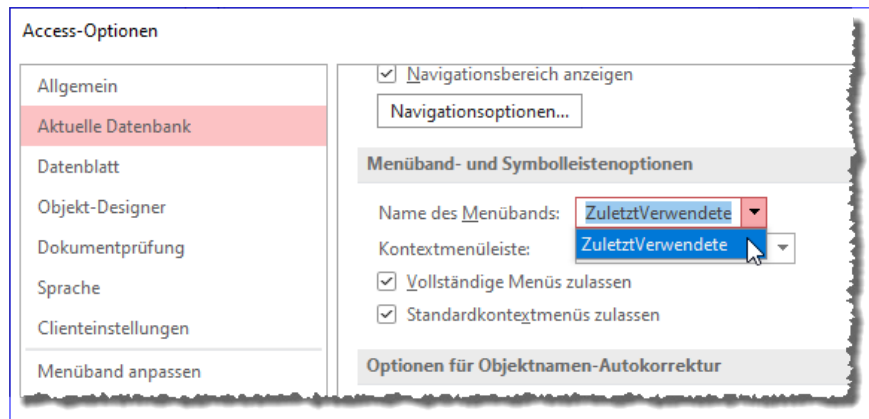 Access-Optionen
Allgemein
Aktuelle Datenbank
Datenblatt
Objekt-Designer
Dokumentprüfung
Sprache
Clienteinstellungen
Menüband anpassen
Navigationsbereich anzeigen
Navigationsoptionen...
Menüband- und Symbolleistenoptionen
Name des Menübands: ZuletztVerwendete
ZuletztVerwendete
Kontextmenüleiste:
Vollständige Menüs zulassen
Standardkontextmenüs zulassen
Optionen für Objektnamen-Autokorrektur